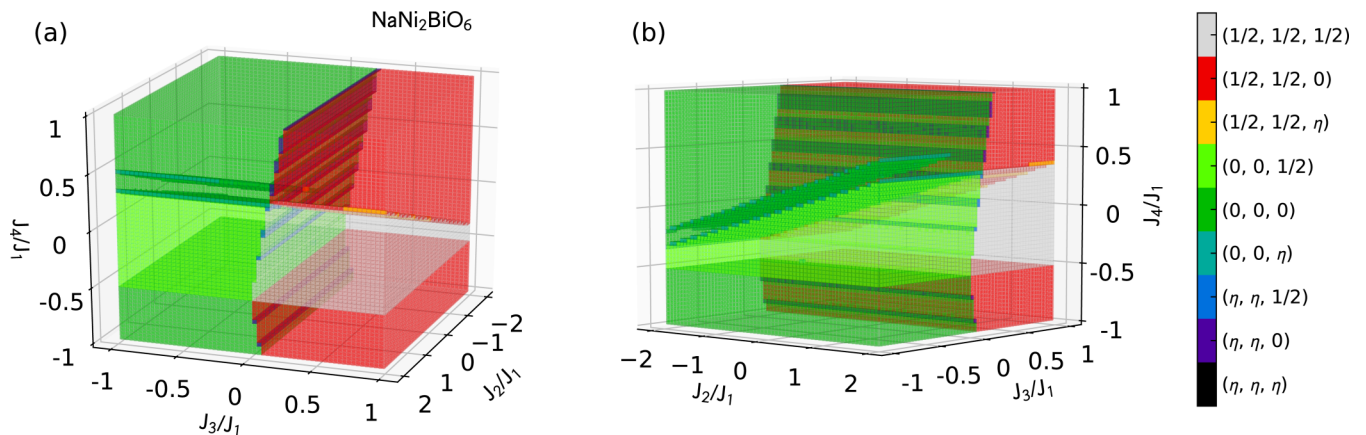 NaNi₂BiO₆
(a)
1
0.5
0
-0.5
-1
J₄/J₁
-1
-0.5
0
0.5
1
J₃/J₁
-2
-1
0
1
2
J₂/J₁
(b)
1
0.5
0
-0.5
-1
J₄/J₁
-2
-1
0
1
2
J₂/J₁
-1
-0.5
0
0.5
1
J₃/J₁
(1/2, 1/2, 1/2)
(1/2, 1/2, 0)
(1/2, 1/2, η)
(0, 0, 1/2)
(0, 0, 0)
(0, 0, η)
(η, η, 1/2)
(η, η, 0)
(η, η, η)